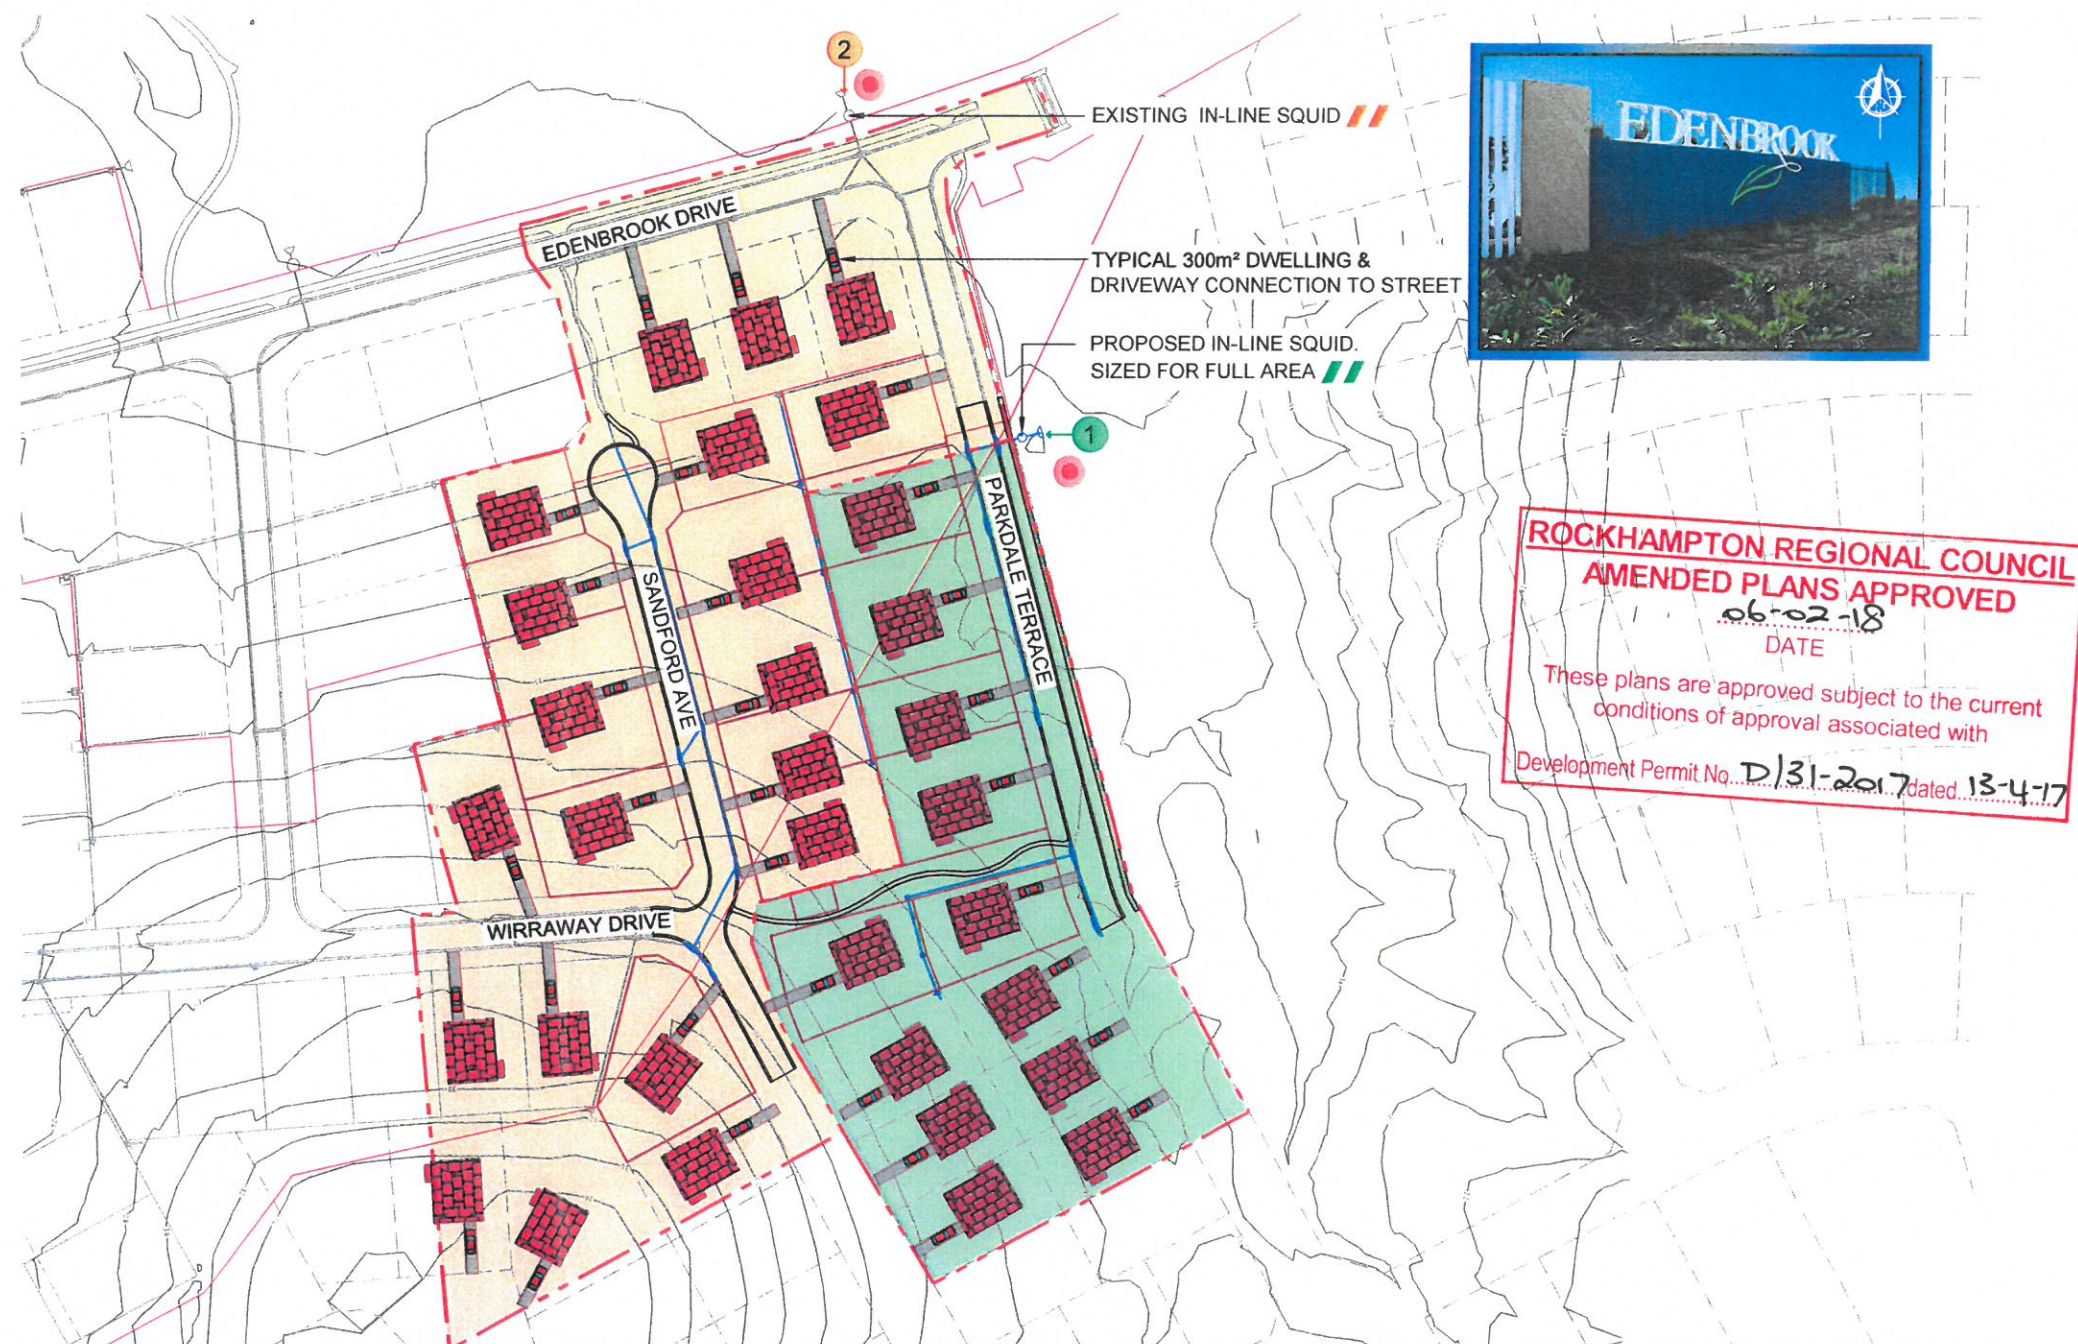 2
EXISTING IN-LINE SQUID
EDENBROOK
EDENBROOK DRIVE
TYPICAL 300m² DWELLING &
DRIVEWAY CONNECTION TO STREET
PROPOSED IN-LINE SQUID.
SIZED FOR FULL AREA
1
PARKDALE TERRACE
SANDFORD AVE
WIRRAWAY DRIVE
ROCKHAMPTON REGIONAL COUNCIL
AMENDED PLANS APPROVED
06-02-18
DATE
These plans are approved subject to the current
conditions of approval associated with
Development Permit No. D/31-2017 dated 13-4-17